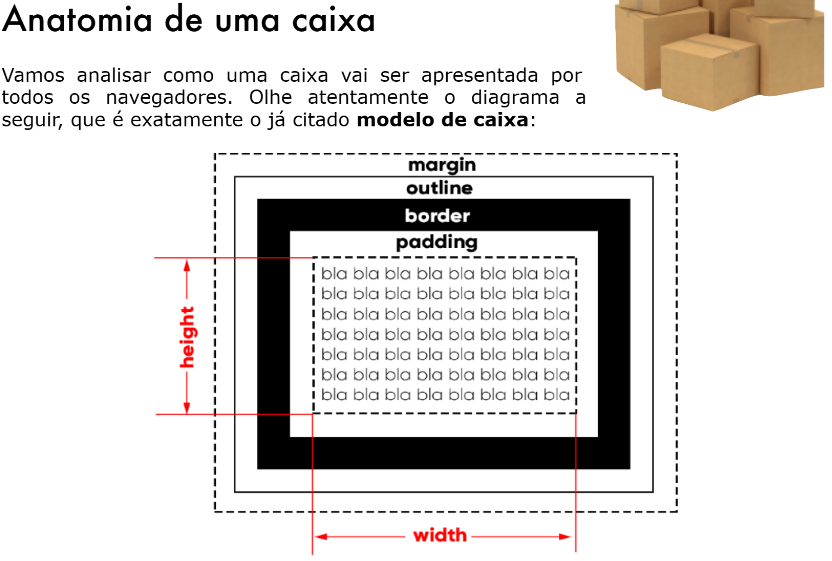 Anatomia de uma caixa
Vamos analisar como uma caixa vai ser apresentada por
todos os navegadores. Olhe atentamente o diagrama a
seguir, que é exatamente o já citado modelo de caixa:
margin
outline
border
padding
bla bla bla bla bla bla bla bla
bla bla bla bla bla bla bla bla
bla bla bla bla bla bla bla bla
bla bla bla bla bla bla bla bla
bla bla bla bla bla bla bla bla
bla bla bla bla bla bla bla bla
bla bla bla bla bla bla bla bla
height
width